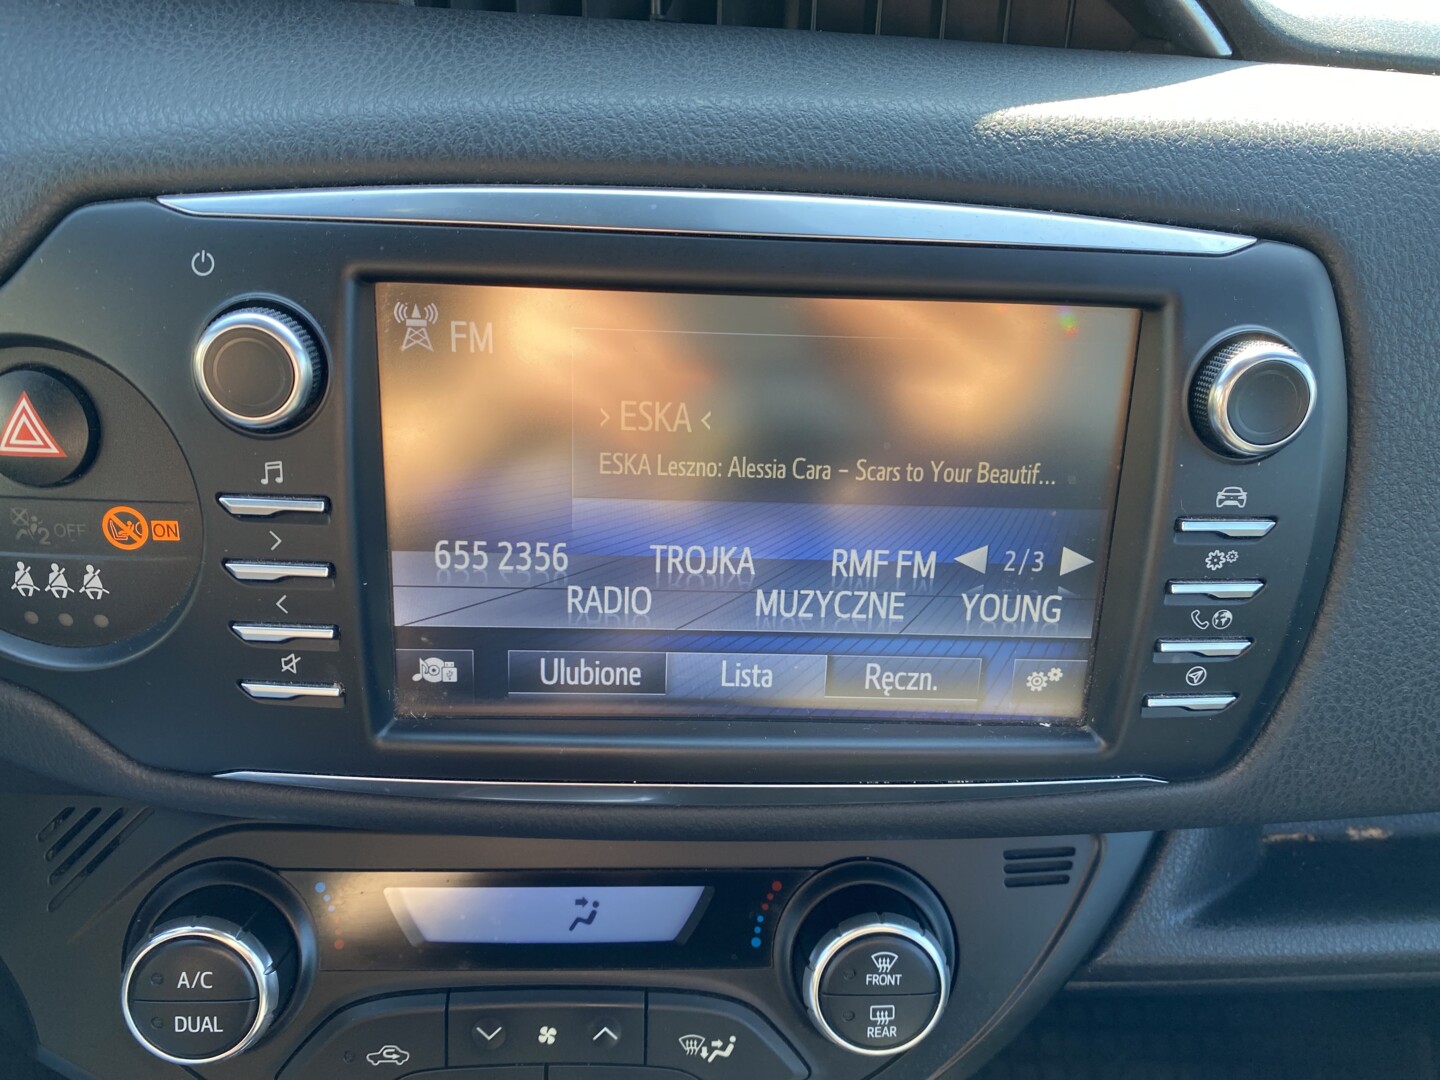 FM
> ESKA <
ESKA Leszno: Alessia Cara – Scars to Your Beautif...
655 2356 TROJKA RMF FM 2/3
RADIO MUZYCZNE YOUNG
Ulubione Lista Ręczn.
2 OFF ON
A/C
DUAL
FRONT
REAR